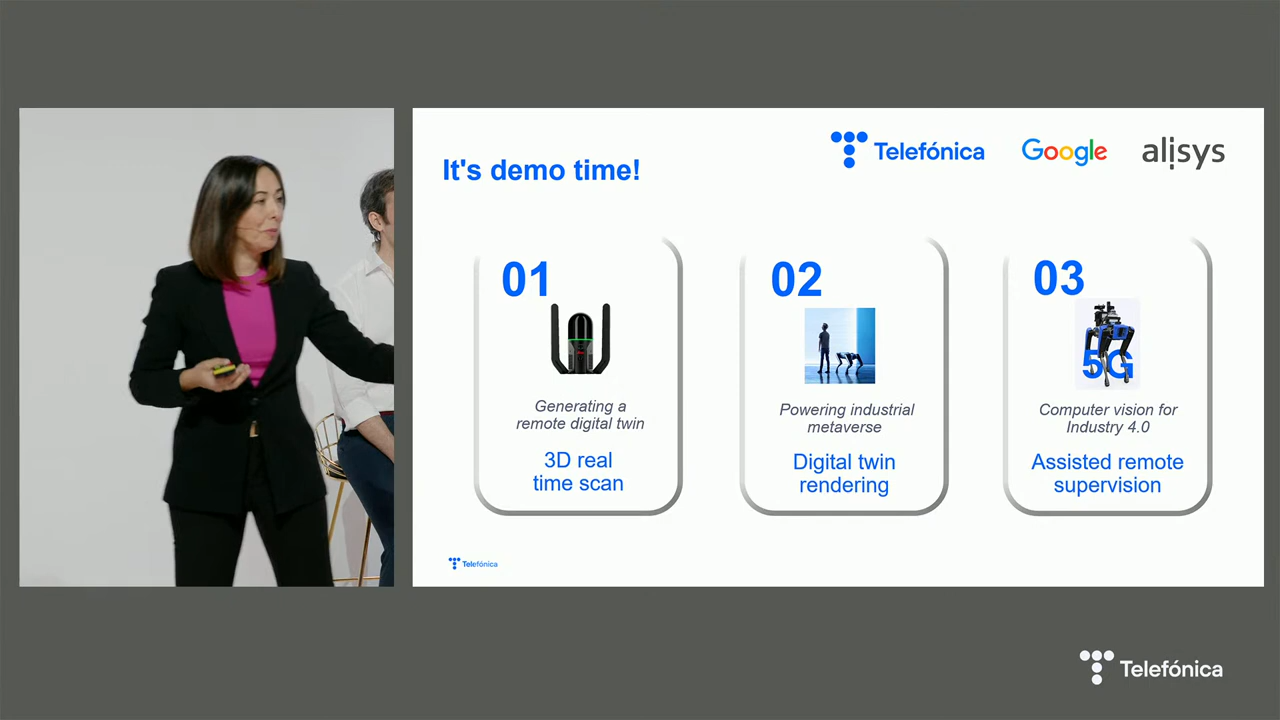 It's demo time!
Telefónica
Google
alisys
01
Generating a
remote digital twin
3D real
time scan
02
Powering industrial
metaverse
Digital twin
rendering
03
5G
Computer vision for
Industry 4.0
Assisted remote
supervision
Telefónica
Telefónica